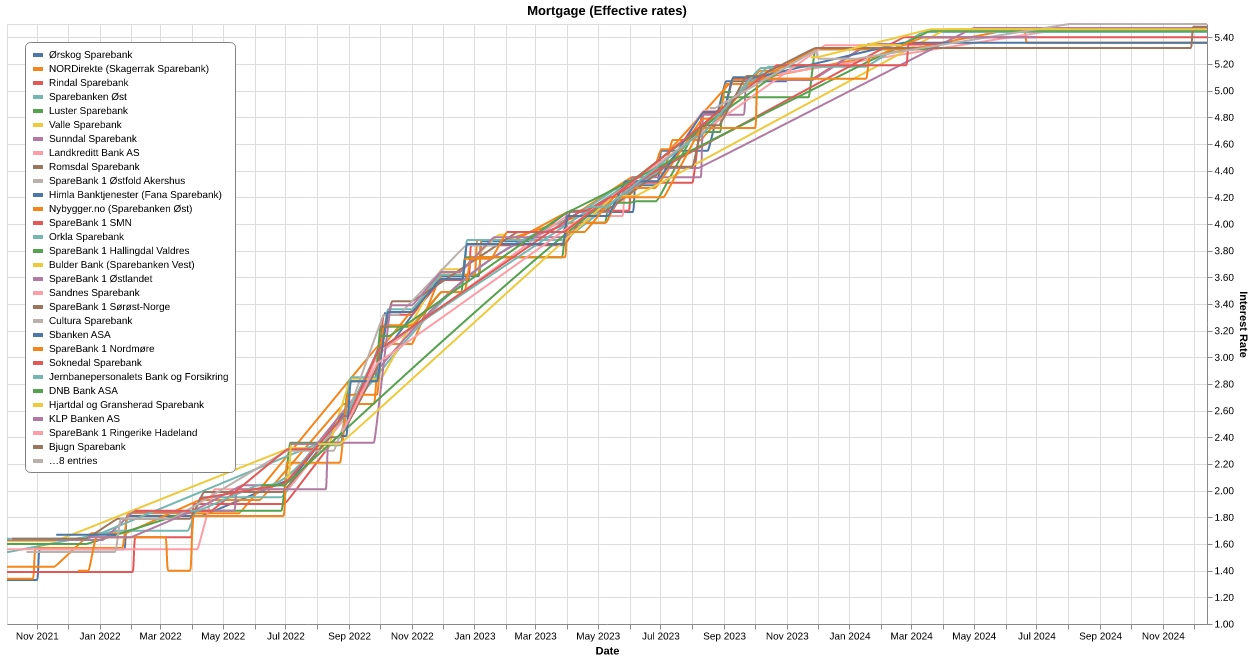 Mortgage (Effective rates)
Ørskog Sparebank
NORDirekte (Skagerrak Sparebank)
Rindal Sparebank
Sparebanken Øst
Luster Sparebank
Valle Sparebank
Sunndal Sparebank
Landkreditt Bank AS
Romsdal Sparebank
SpareBank 1 Østfold Akershus
Himla Banktjenester (Fana Sparebank)
Nybygger.no (Sparebanken Øst)
SpareBank 1 SMN
Orkla Sparebank
SpareBank 1 Hallingdal Valdres
Bulder Bank (Sparebanken Vest)
SpareBank 1 Østlandet
Sandnes Sparebank
SpareBank 1 Sørøst-Norge
Cultura Sparebank
Sbanken ASA
SpareBank 1 Nordmøre
Soknedal Sparebank
Jernbanepersonalets Bank og Forsikring
DNB Bank ASA
Hjartdal og Gransherad Sparebank
KLP Banken AS
SpareBank 1 Ringerike Hadeland
Bjugn Sparebank
…8 entries
5.40
5.20
5.00
4.80
4.60
4.40
4.20
4.00
3.80
3.60
3.40
3.20
3.00
2.80
2.60
2.40
2.20
2.00
1.80
1.60
1.40
1.20
1.00
Interest Rate
Nov 2021 Jan 2022 Mar 2022 May 2022 Jul 2022 Sep 2022 Nov 2022 Jan 2023 Mar 2023 May 2023 Jul 2023 Sep 2023 Nov 2023 Jan 2024 Mar 2024 May 2024 Jul 2024 Sep 2024 Nov 2024
Date